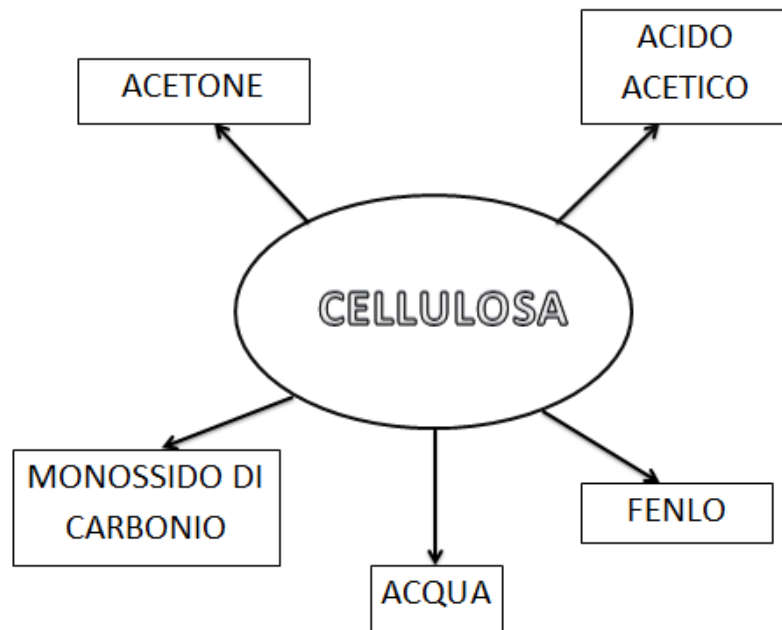 ACETONE
ACIDO
ACETICO
CELLULOSA
MONOSSIDO DI
CARBONIO
FENLO
ACQUA